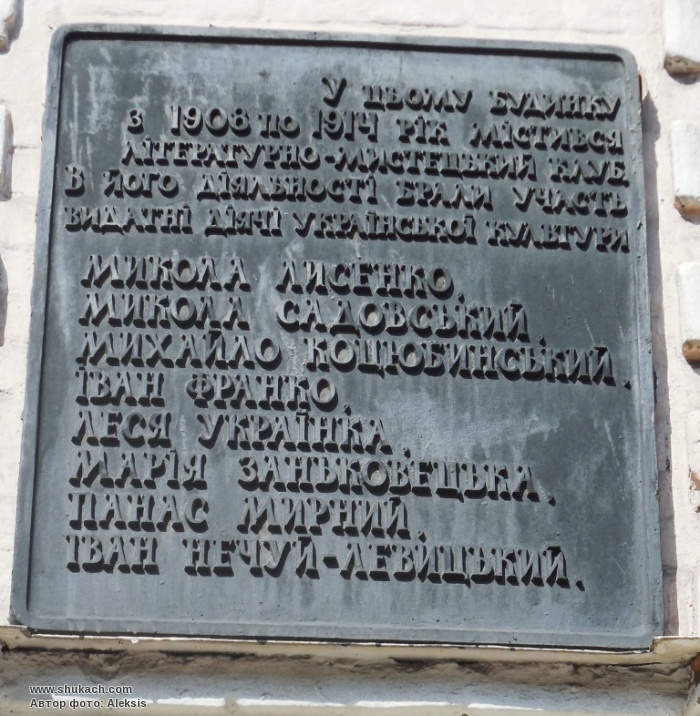 У ЦЬОМУ БУДИНКУ
З 1908 ПО 1914 РІК МІСТИВСЯ
ЛІТЕРАТУРНО-МИСТЕЦЬКИЙ КЛУБ.
В ЙОГО ДІЯЛЬНОСТІ БРАЛИ УЧАСТЬ
ВИДАТНІ ДІЯЧІ УКРАЇНСЬКОЇ КУЛЬТУРИ
МИКОЛА ЛИСЕНКО,
МИКОЛА САДОВСЬКИЙ,
МИХАЙЛО КОЦЮБИНСЬКИЙ,
ІВАН ФРАНКО,
ЛЕСЯ УКРАЇНКА,
МАРІЯ ЗАНЬКОВЕЦЬКА,
ПАНАС МИРНИЙ,
ІВАН НЕЧУЙ-ЛЕВИЦЬКИЙ.
www.shukach.com
Автор фото: Aleksis